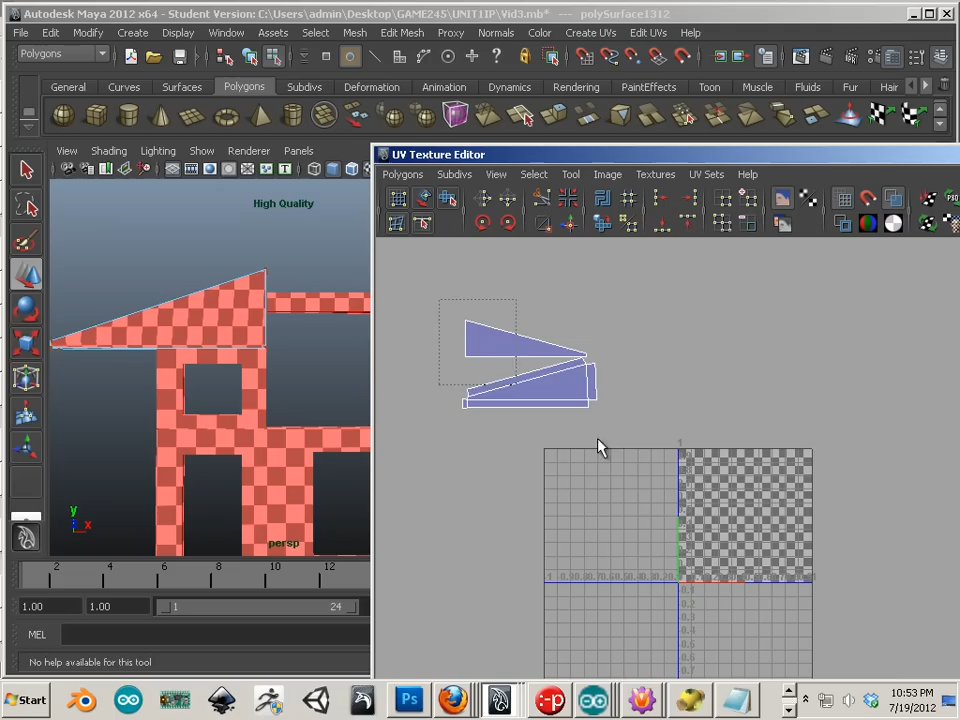 Autodesk Maya 2012 x64 - Student Version: C:\Users\admin\Desktop\GAME245\UNIT1IP\Vid3.mb* --- polySurface1312
File Edit Modify Create Display Window Assets Select Mesh Edit Mesh Proxy Normals Color Create UVs Edit UVs Help
Polygons
General Curves Surfaces Polygons Subdivs Deformation Animation Dynamics Rendering PaintEffects Toon Muscle Fluids Fur Hair
View Shading Lighting Show Renderer Panels
UV Texture Editor
Polygons Subdivs View Select Tool Image Textures UV Sets Help
High Quality
1
y
x
persp
2 4 6 8 10 12
1.00 1.00 1 24
MEL
No help available for this tool
Start
Ps
10:53 PM
7/19/2012